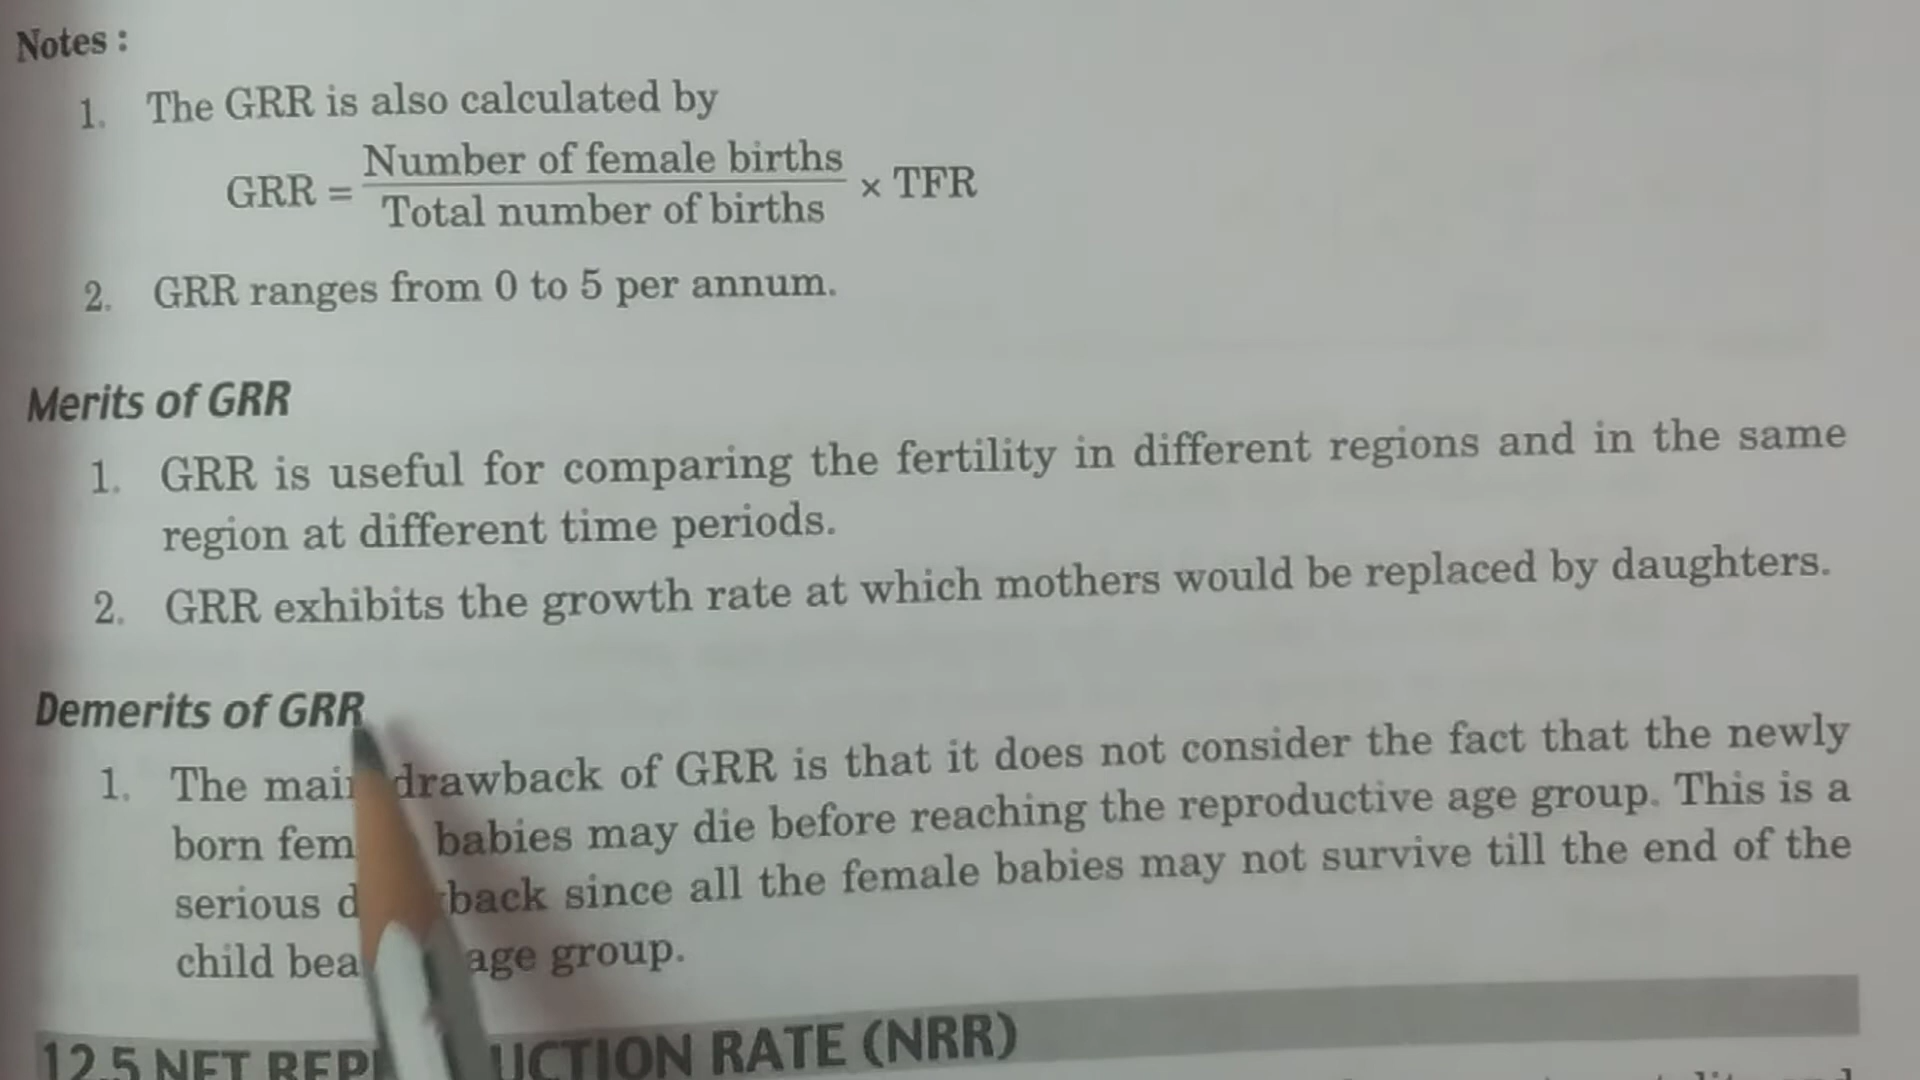 Notes :
1. The GRR is also calculated by
GRR = Number of female births / Total number of births × TFR
2. GRR ranges from 0 to 5 per annum.
Merits of GRR
1. GRR is useful for comparing the fertility in different regions and in the same
region at different time periods.
2. GRR exhibits the growth rate at which mothers would be replaced by daughters.
Demerits of GRR
1. The main drawback of GRR is that it does not consider the fact that the newly
born babies may die before reaching the reproductive age group. This is a
serious since all the female babies may not survive till the end of the
child age group.
12.5 NET RATE (NRR)